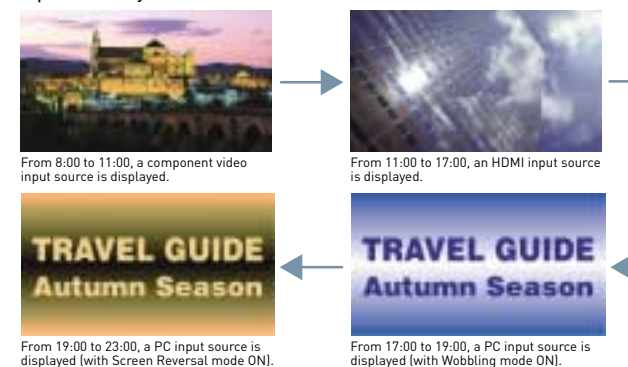 From 8:00 to 11:00, a component video
input source is displayed.
From 11:00 to 17:00, an HDMI input source
is displayed.
TRAVEL GUIDE
Autumn Season
From 19:00 to 23:00, a PC input source is
displayed (with Screen Reversal mode ON).
TRAVEL GUIDE
Autumn Season
From 17:00 to 19:00, a PC input source is
displayed (with Wobbling mode ON).